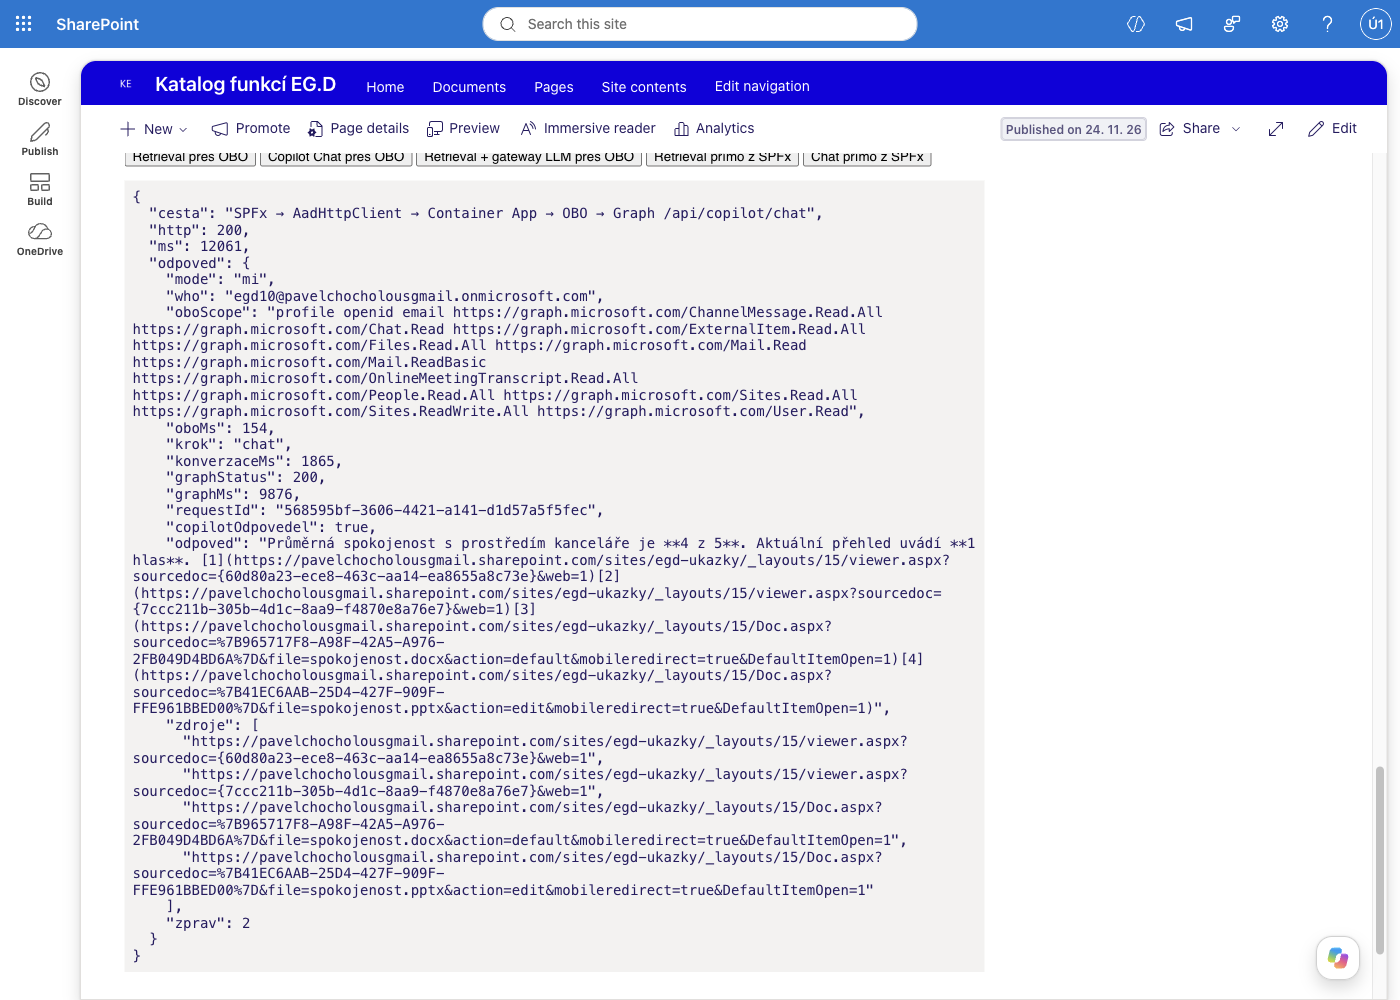 SharePoint
Search this site
Ú1
Discover
Publish
Build
OneDrive
KE
Katalog funkcí EG.D
Home
Documents
Pages
Site contents
Edit navigation
New
Promote
Page details
Preview
Immersive reader
Analytics
Published on 24. 11. 26
Share
Edit
Retrieval přes OBO
Copilot Chat přes OBO
Retrieval + gateway LLM přes OBO
Retrieval přímo z SPFx
Chat přímo z SPFx
{
"cesta": "SPFx → AadHttpClient → Container App → OBO → Graph /api/copilot/chat",
"http": 200,
"ms": 12061,
"odpoved": {
"mode": "mi",
"who": "egd10@pavelchocholousgmail.onmicrosoft.com",
"oboScope": "profile openid email https://graph.microsoft.com/ChannelMessage.Read.All
https://graph.microsoft.com/Chat.Read https://graph.microsoft.com/ExternalItem.Read.All
https://graph.microsoft.com/Files.Read.All https://graph.microsoft.com/Mail.Read
https://graph.microsoft.com/Mail.ReadBasic
https://graph.microsoft.com/OnlineMeetingTranscript.Read.All
https://graph.microsoft.com/People.Read.All https://graph.microsoft.com/Sites.Read.All
https://graph.microsoft.com/Sites.ReadWrite.All https://graph.microsoft.com/User.Read",
"oboMs": 154,
"krok": "chat",
"konverzaceMs": 1865,
"graphStatus": 200,
"graphMs": 9876,
"requestId": "568595bf-3606-4421-a141-d1d57a5f5fec",
"copilotOdpovedel": true,
"odpoved": "Průměrná spokojenost s prostředím kanceláře je **4 z 5**. Aktuální přehled uvádí **1
hlas**. [1](https://pavelchocholousgmail.sharepoint.com/sites/egd-ukazky/_layouts/15/viewer.aspx?
sourcedoc={60d80a23-ece8-463c-aa14-ea8655a8c73e}&web=1)[2]
(https://pavelchocholousgmail.sharepoint.com/sites/egd-ukazky/_layouts/15/viewer.aspx?sourcedoc=
{7ccc211b-305b-4d1c-8aa9-f4870e8a76e7}&web=1)[3]
(https://pavelchocholousgmail.sharepoint.com/sites/egd-ukazky/_layouts/15/Doc.aspx?
sourcedoc=%7B965717F8-A98F-42A5-A976-
2FB049D4BD6A%7D&file=spokojenost.docx&action=default&mobileredirect=true&DefaultItemOpen=1)[4]
(https://pavelchocholousgmail.sharepoint.com/sites/egd-ukazky/_layouts/15/Doc.aspx?
sourcedoc=%7B41EC6AAB-25D4-427F-909F-
FFE961BBED00%7D&file=spokojenost.pptx&action=edit&mobileredirect=true&DefaultItemOpen=1)",
"zdroje": [
"https://pavelchocholousgmail.sharepoint.com/sites/egd-ukazky/_layouts/15/viewer.aspx?
sourcedoc={60d80a23-ece8-463c-aa14-ea8655a8c73e}&web=1",
"https://pavelchocholousgmail.sharepoint.com/sites/egd-ukazky/_layouts/15/viewer.aspx?
sourcedoc={7ccc211b-305b-4d1c-8aa9-f4870e8a76e7}&web=1",
"https://pavelchocholousgmail.sharepoint.com/sites/egd-ukazky/_layouts/15/Doc.aspx?
sourcedoc=%7B965717F8-A98F-42A5-A976-
2FB049D4BD6A%7D&file=spokojenost.docx&action=default&mobileredirect=true&DefaultItemOpen=1",
"https://pavelchocholousgmail.sharepoint.com/sites/egd-ukazky/_layouts/15/Doc.aspx?
sourcedoc=%7B41EC6AAB-25D4-427F-909F-
FFE961BBED00%7D&file=spokojenost.pptx&action=edit&mobileredirect=true&DefaultItemOpen=1"
],
"zprav": 2
}
}